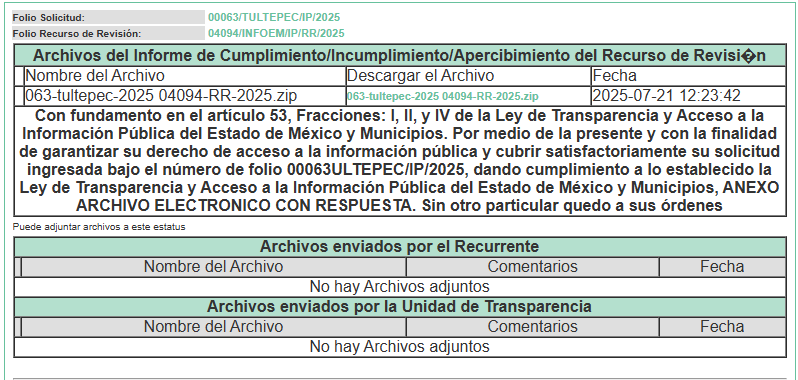 Folio Solicitud: 00063/TULTEPEC/IP/2025
Folio Recurso de Revisión: 04094/INFOEM/IP/RR/2025
Archivos del Informe de Cumplimiento/Incumplimiento/Apercibimiento del Recurso de Revisi�n
Nombre del Archivo Descargar el Archivo Fecha
063-tultepec-2025 04094-RR-2025.zip 063-tultepec-2025 04094-RR-2025.zip 2025-07-21 12:23:42
Con fundamento en el artículo 53, Fracciones: I, II, y IV de la Ley de Transparencia y Acceso a la
Información Pública del Estado de México y Municipios. Por medio de la presente y con la finalidad
de garantizar su derecho de acceso a la información pública y cubrir satisfactoriamente su solicitud
ingresada bajo el número de folio 00063ULTEPEC/IP/2025, dando cumplimiento a lo establecido la
Ley de Transparencia y Acceso a la Información Pública del Estado de México y Municipios, ANEXO
ARCHIVO ELECTRONICO CON RESPUESTA. Sin otro particular quedo a sus órdenes
Puede adjuntar archivos a este estatus
Archivos enviados por el Recurrente
Nombre del Archivo Comentarios Fecha
No hay Archivos adjuntos
Archivos enviados por la Unidad de Transparencia
Nombre del Archivo Comentarios Fecha
No hay Archivos adjuntos